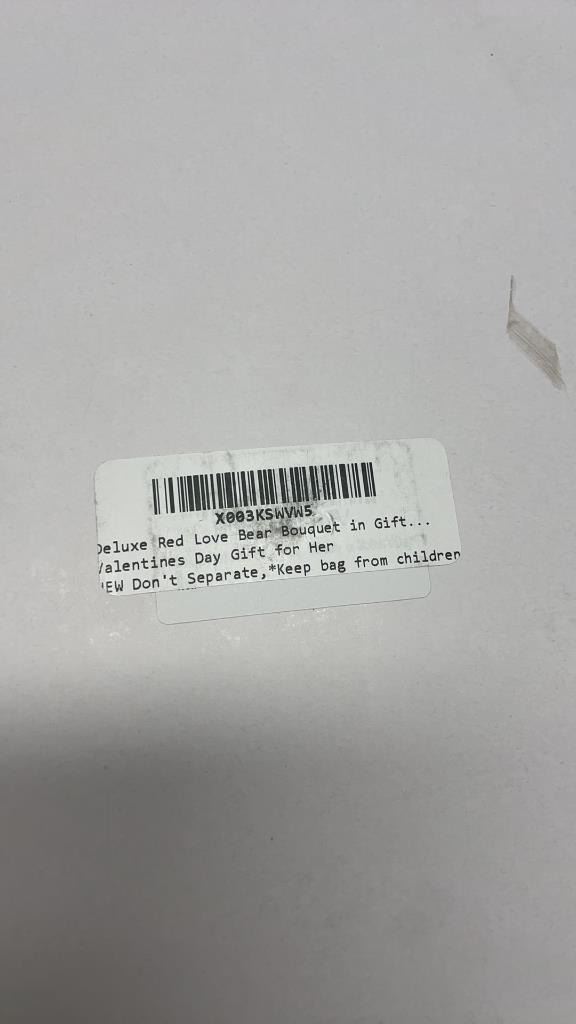 X003KSWVW5
Deluxe Red Love Bear Bouquet in Gift...
Valentines Day Gift for Her
EW Don't Separate,*Keep bag from children